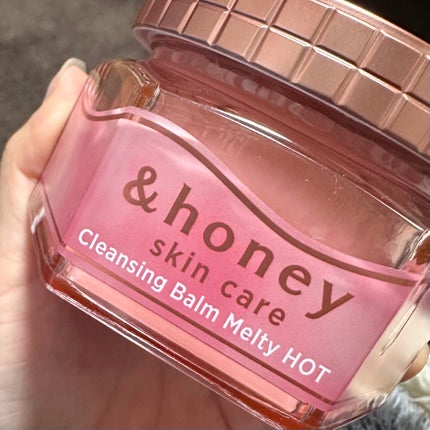 &honey
skin care
Cleansing Balm Melty HOT